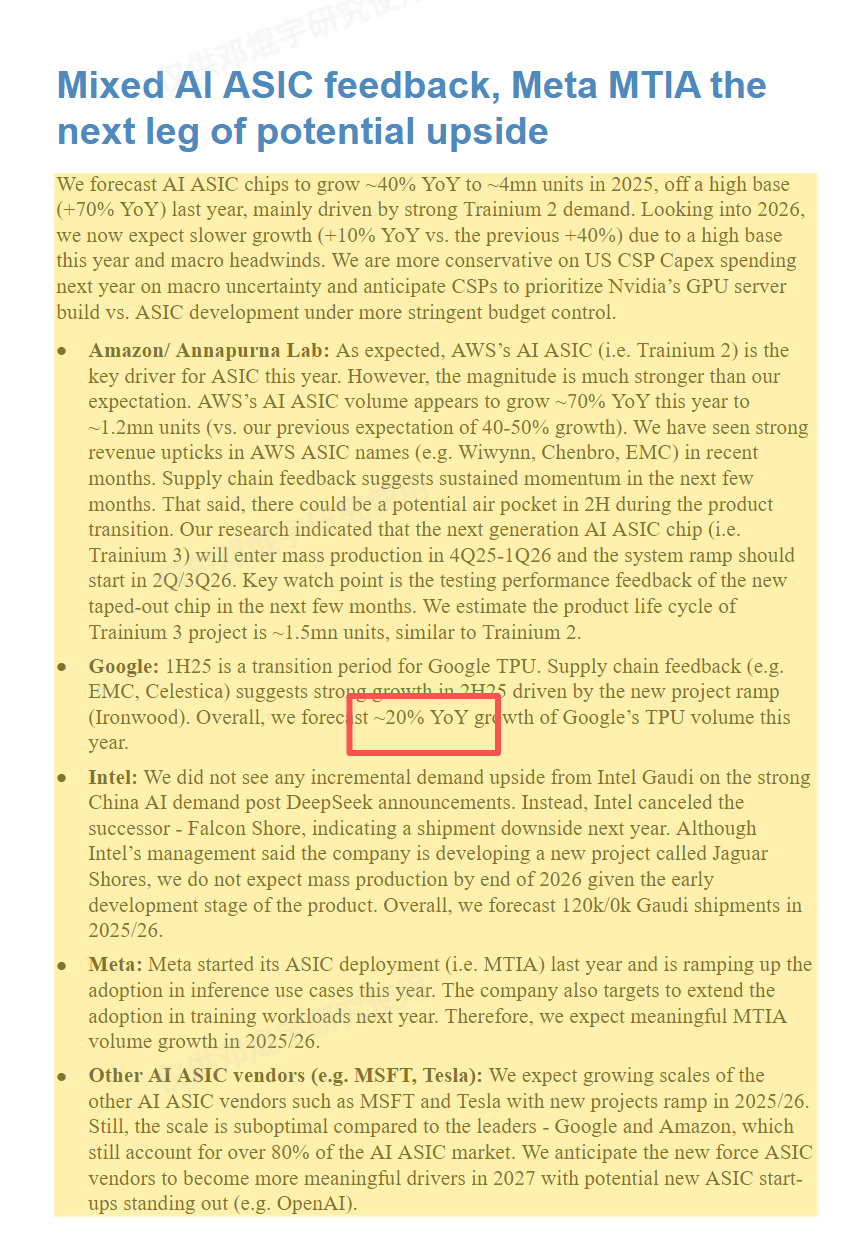 Mixed AI ASIC feedback, Meta MTIA the
next leg of potential upside
We forecast AI ASIC chips to grow ~40% YoY to ~4mn units in 2025, off a high base
(+70% YoY) last year, mainly driven by strong Trainium 2 demand. Looking into 2026,
we now expect slower growth (+10% YoY vs. the previous +40%) due to a high base
this year and macro headwinds. We are more conservative on US CSP Capex spending
next year on macro uncertainty and anticipate CSPs to prioritize Nvidia's GPU server
build vs. ASIC development under more stringent budget control.
● Amazon/ Annapurna Lab: As expected, AWS's AI ASIC (i.e. Trainium 2) is the
key driver for ASIC this year. However, the magnitude is much stronger than our
expectation. AWS's AI ASIC volume appears to grow ~70% YoY this year to
~1.2mn units (vs. our previous expectation of 40-50% growth). We have seen strong
revenue upticks in AWS ASIC names (e.g. Wiwynn, Chenbro, EMC) in recent
months. Supply chain feedback suggests sustained momentum in the next few
months. That said, there could be a potential air pocket in 2H during the product
transition. Our research indicated that the next generation AI ASIC chip (i.e.
Trainium 3) will enter mass production in 4Q25-1Q26 and the system ramp should
start in 2Q/3Q26. Key watch point is the testing performance feedback of the new
taped-out chip in the next few months. We estimate the product life cycle of
Trainium 3 project is ~1.5mn units, similar to Trainium 2.
● Google: 1H25 is a transition period for Google TPU. Supply chain feedback (e.g.
EMC, Celestica) suggests strong growth in 2H25 driven by the new project ramp
(Ironwood). Overall, we forecast ~20% YoY growth of Google's TPU volume this
year.
● Intel: We did not see any incremental demand upside from Intel Gaudi on the strong
China AI demand post DeepSeek announcements. Instead, Intel canceled the
successor - Falcon Shore, indicating a shipment downside next year. Although
Intel's management said the company is developing a new project called Jaguar
Shores, we do not expect mass production by end of 2026 given the early
development stage of the product. Overall, we forecast 120k/0k Gaudi shipments in
2025/26.
● Meta: Meta started its ASIC deployment (i.e. MTIA) last year and is ramping up the
adoption in inference use cases this year. The company also targets to extend the
adoption in training workloads next year. Therefore, we expect meaningful MTIA
volume growth in 2025/26.
● Other AI ASIC vendors (e.g. MSFT, Tesla): We expect growing scales of the
other AI ASIC vendors such as MSFT and Tesla with new projects ramp in 2025/26.
Still, the scale is suboptimal compared to the leaders - Google and Amazon, which
still account for over 80% of the AI ASIC market. We anticipate the new force ASIC
vendors to become more meaningful drivers in 2027 with potential new ASIC start-
ups standing out (e.g. OpenAI).